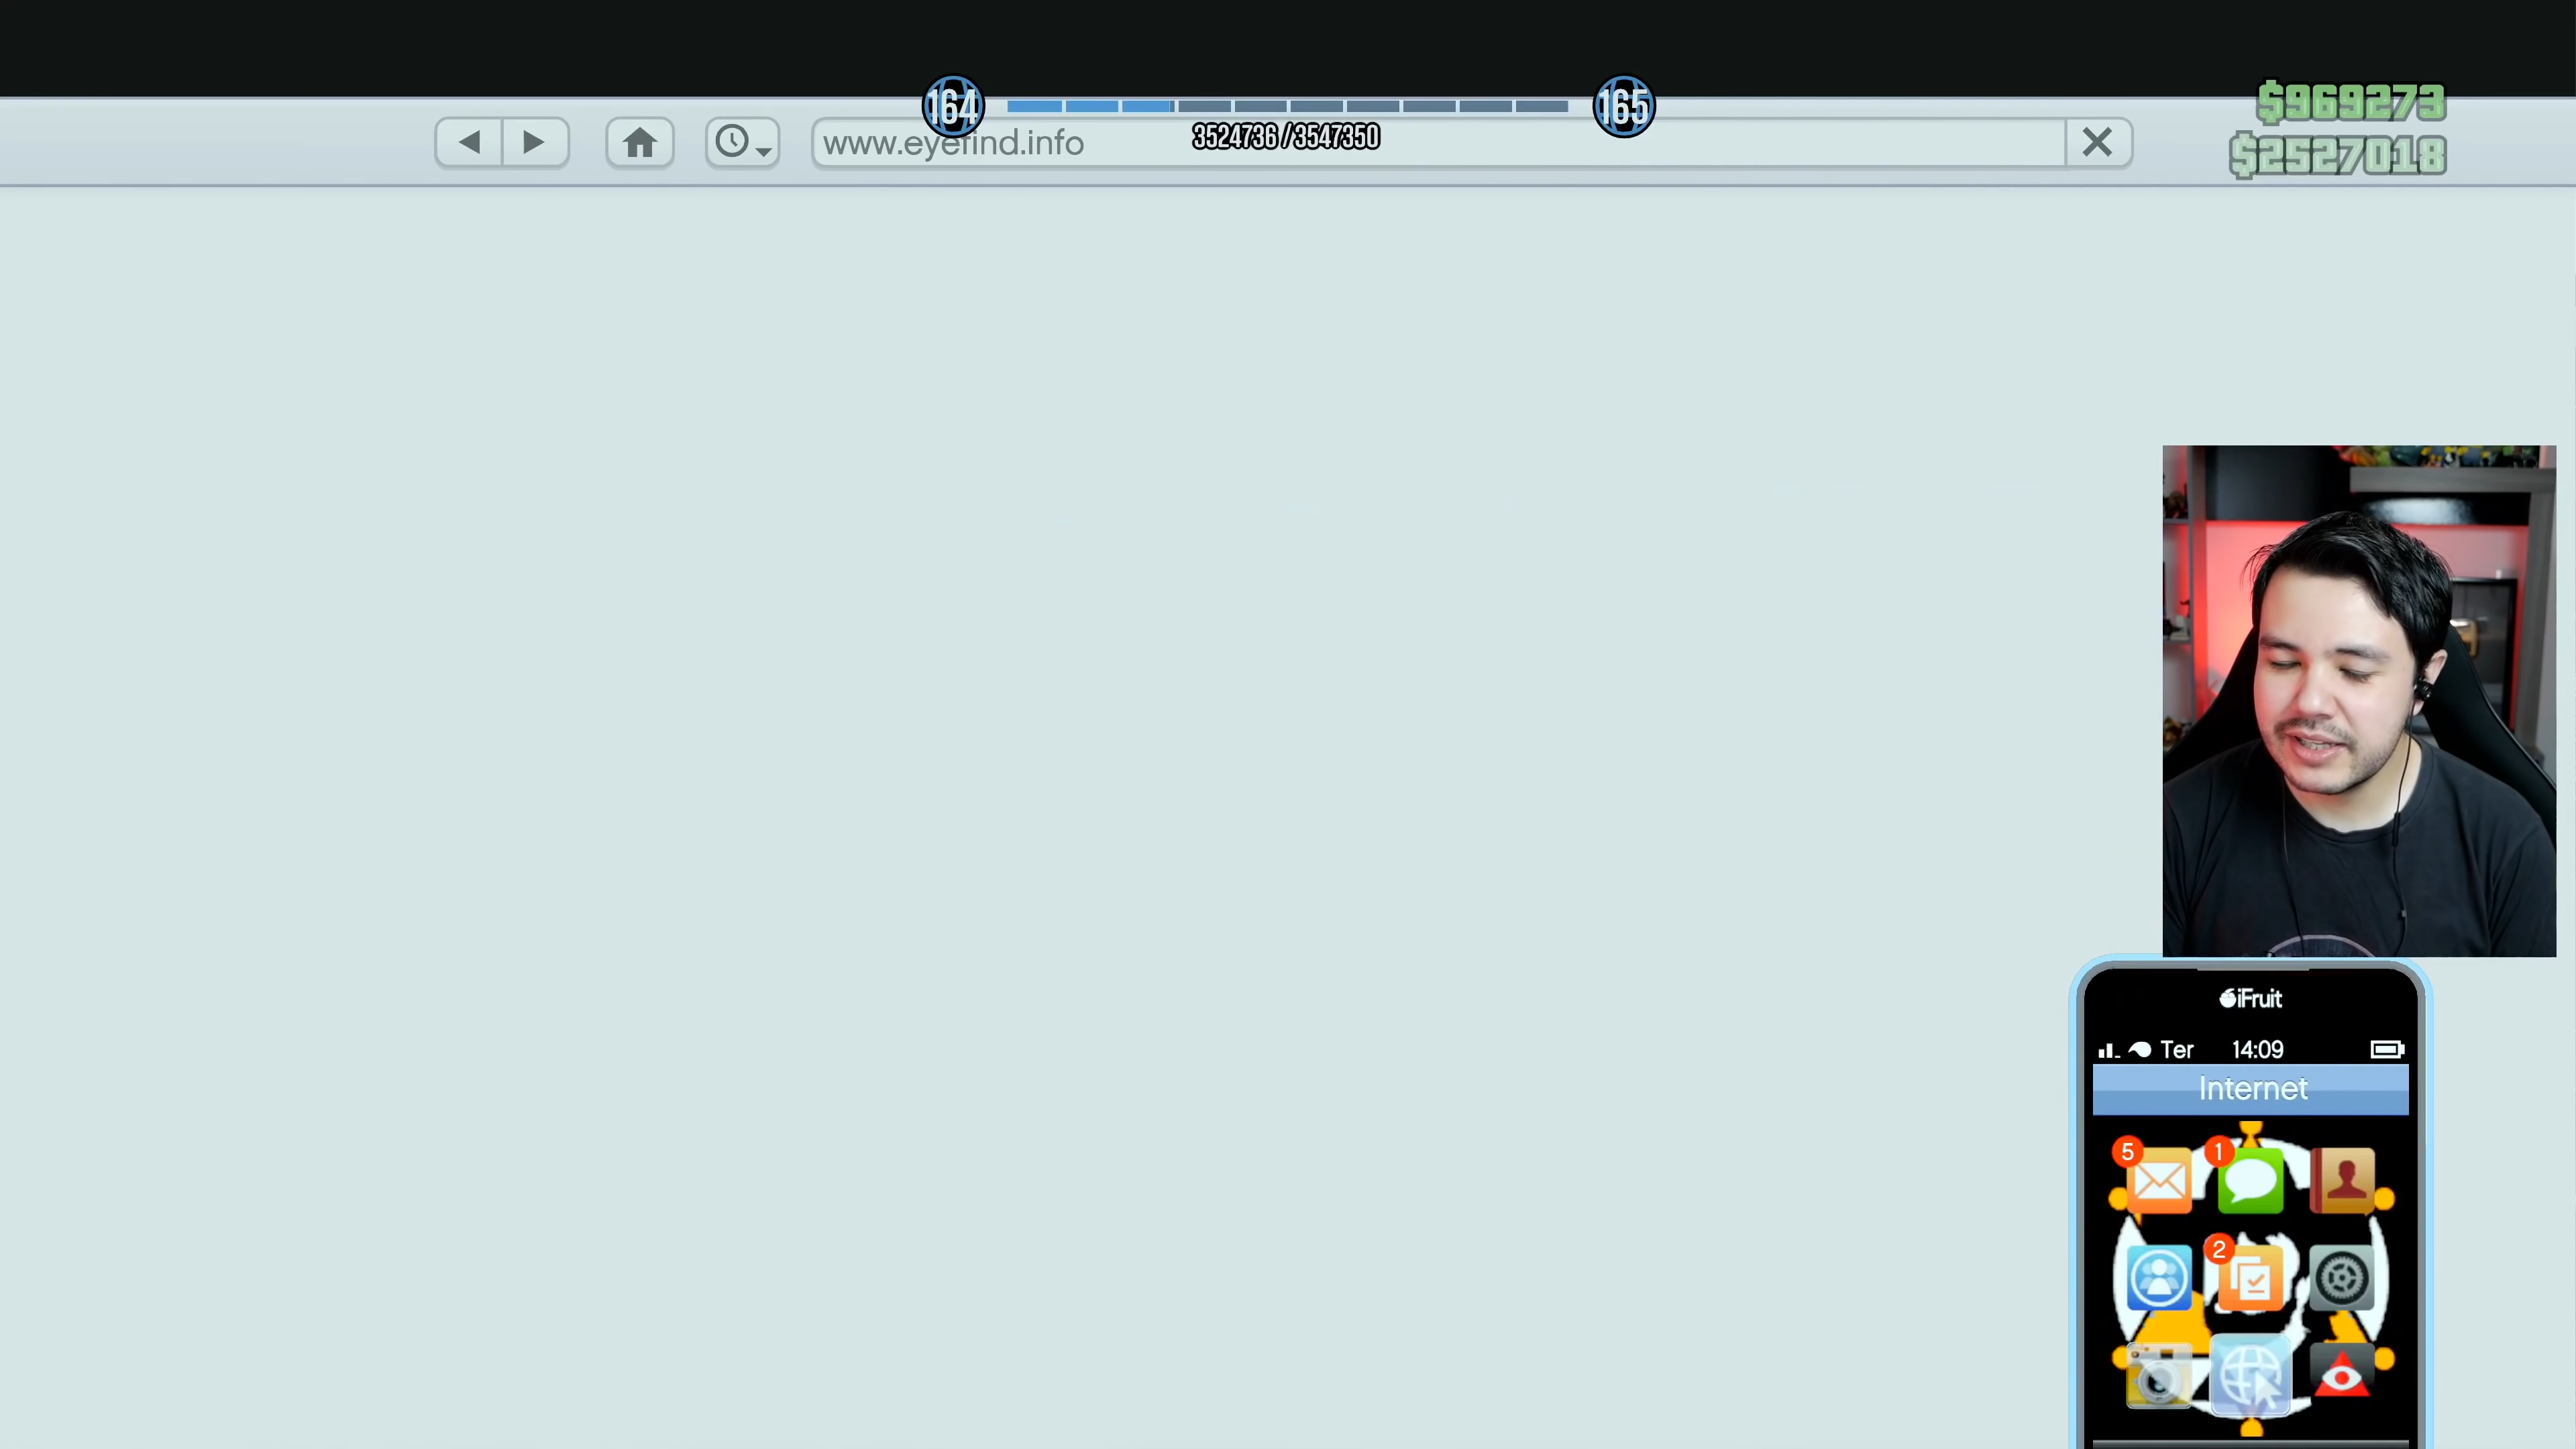 164
165
3524736 / 3547350
$969273
www.eyefind.info
$2527018
iFruit
Ter 14:09
Internet
5
1
2